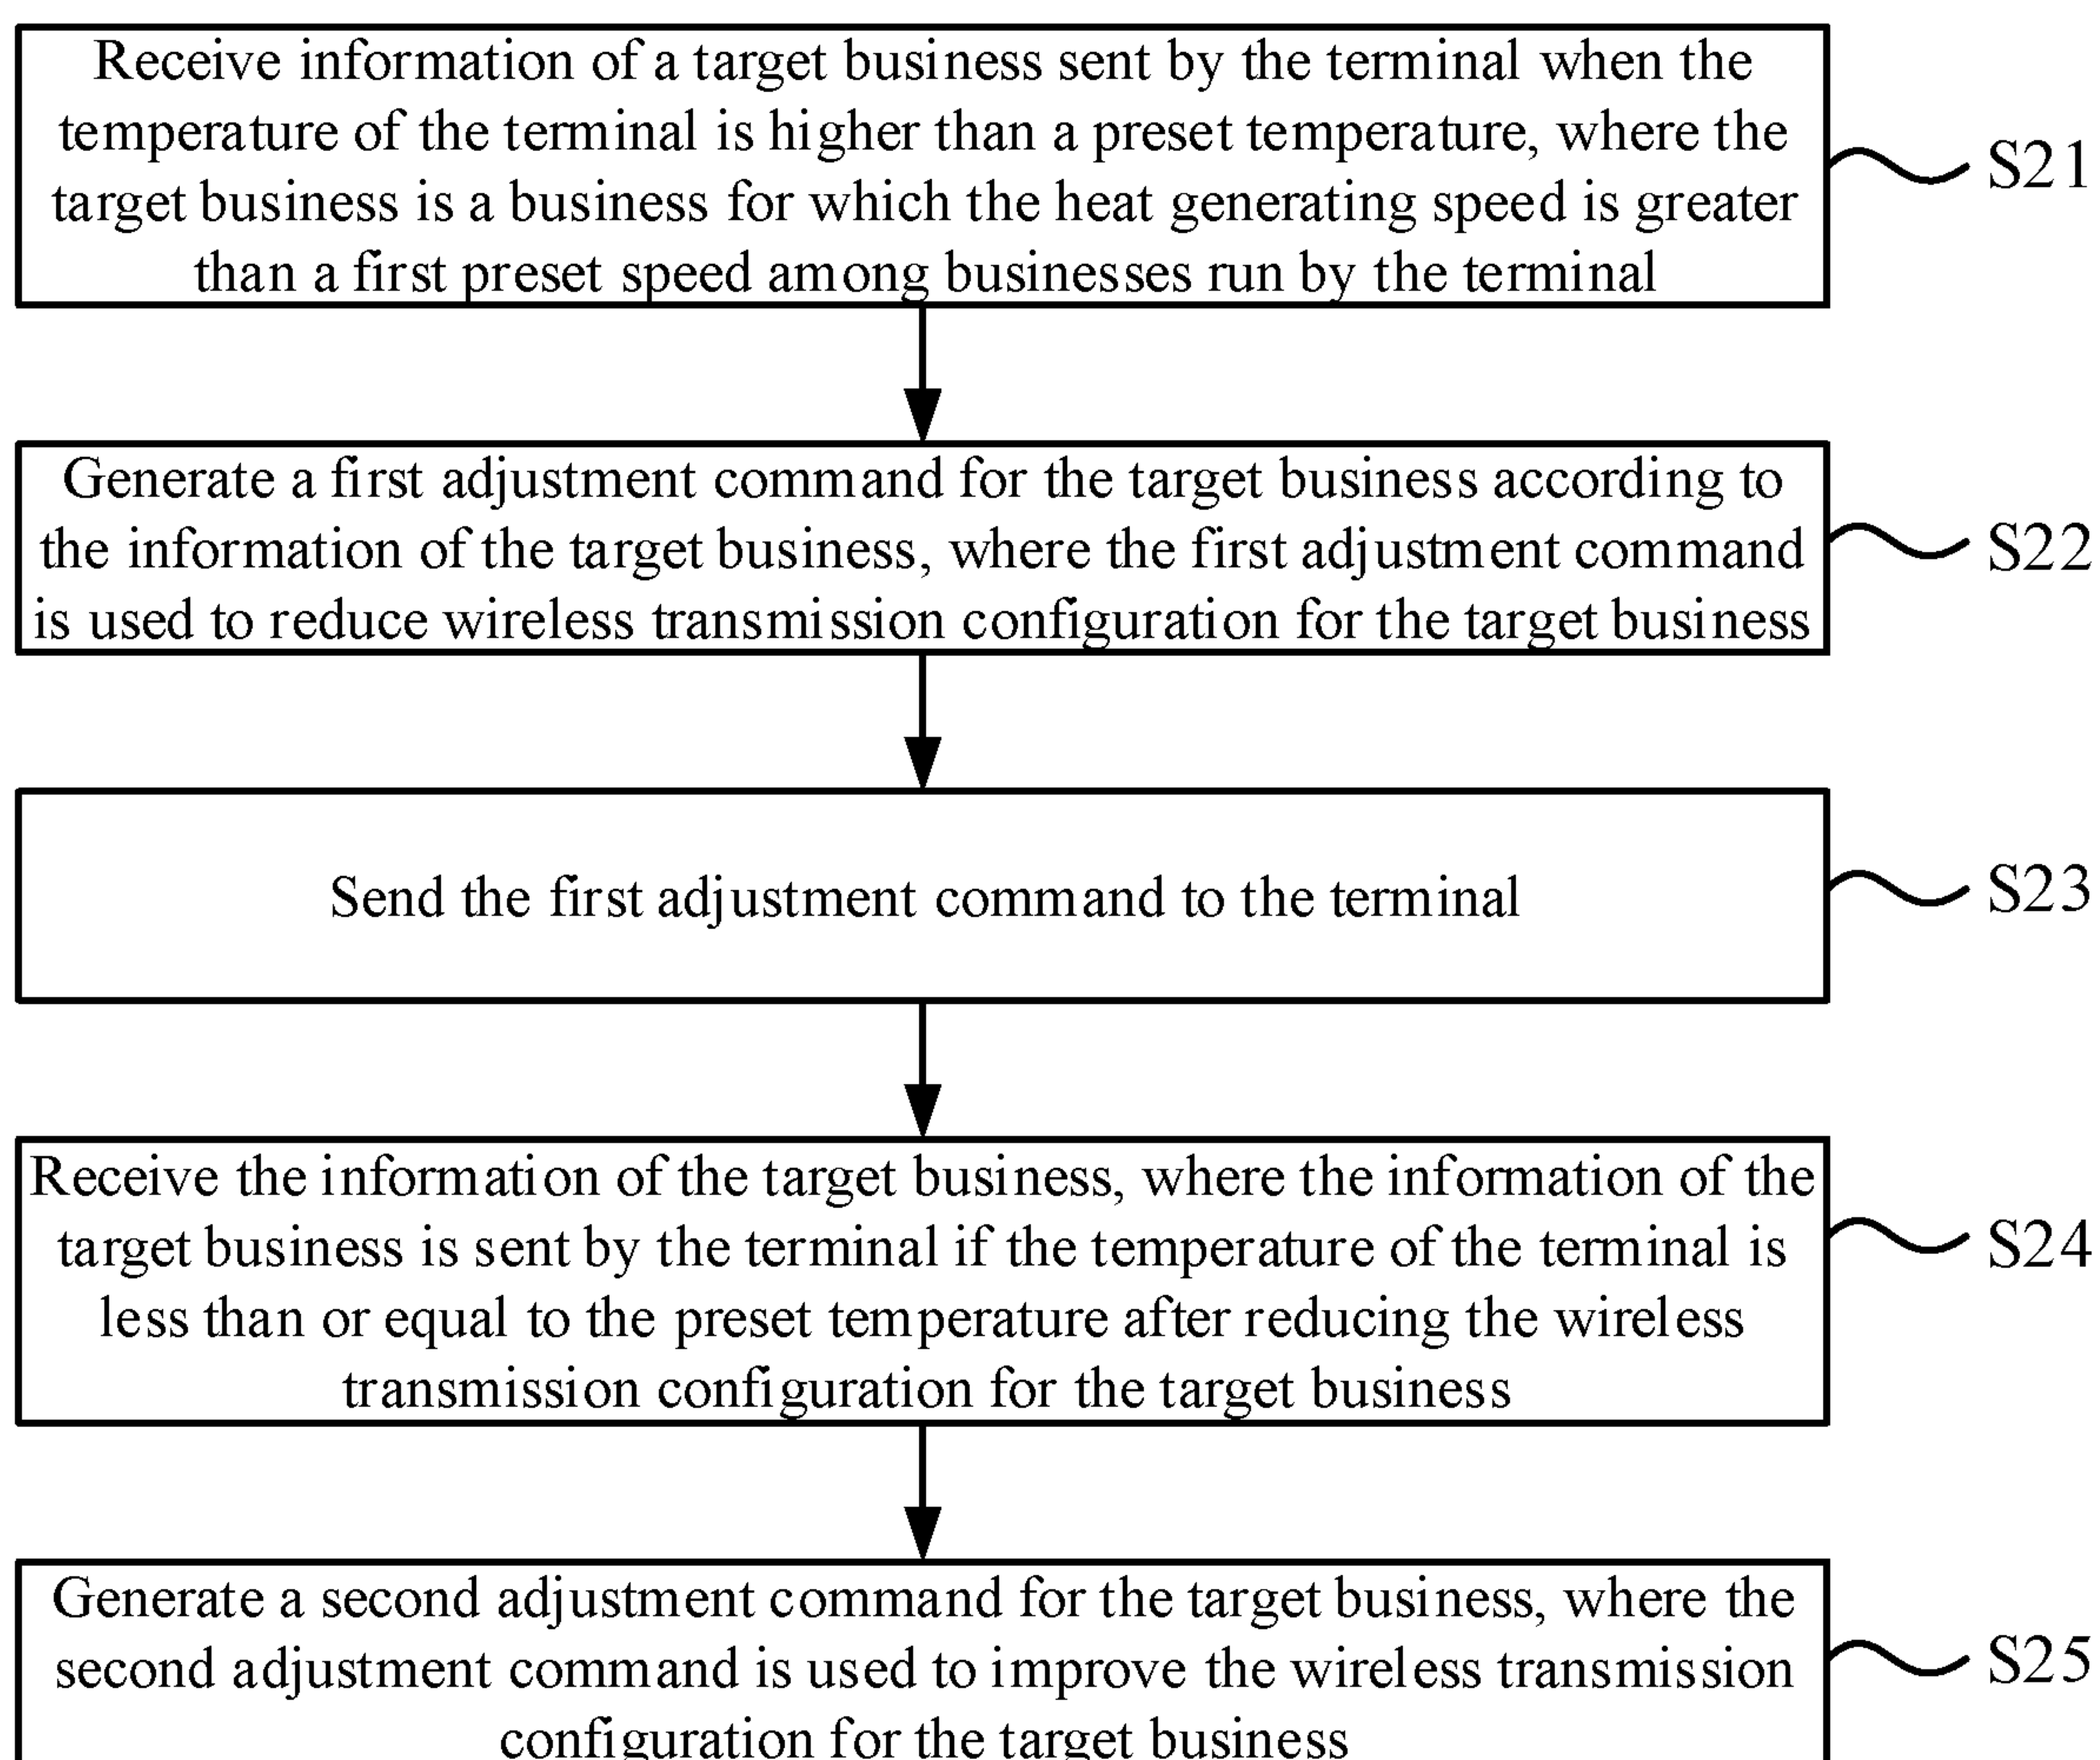 Receive information of a target business sent by the terminal when the
temperature of the terminal is higher than a preset temperature, where the
target business is a business for which the heat generating speed is greater
than a first preset speed among businesses run by the terminal
S21
Generate a first adjustment command for the target business according to
the information of the target business, where the first adjustment command
is used to reduce wireless transmission configuration for the target business
S22
Send the first adjustment command to the terminal
S23
Receive the information of the target business, where the information of the
target business is sent by the terminal if the temperature of the terminal is
less than or equal to the preset temperature after reducing the wireless
transmission configuration for the target business
S24
Generate a second adjustment command for the target business, where the
second adjustment command is used to improve the wireless transmission
configuration for the target business
S25